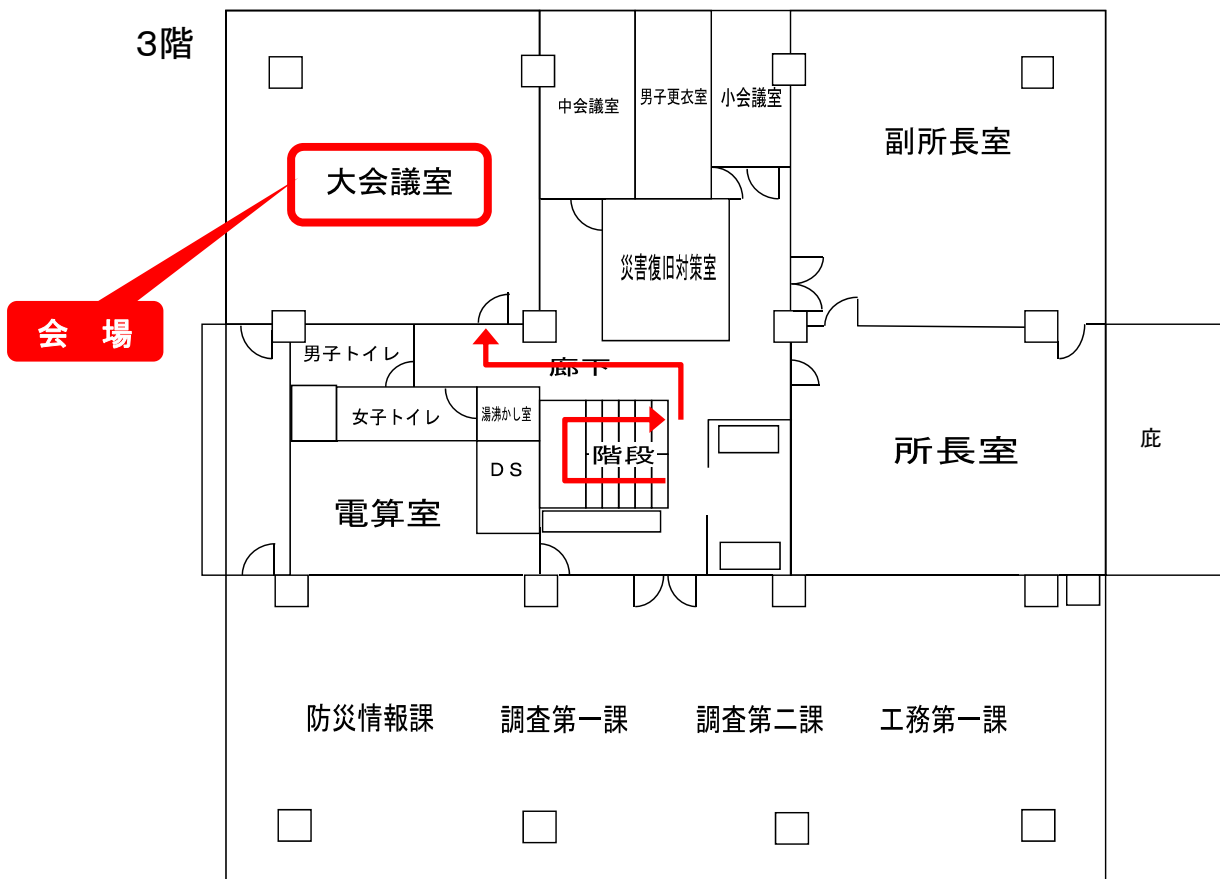 3階
中会議室
男子更衣室
小会議室
副所長室
大会議室
災害復旧対策室
会 場
男子トイレ
廊下
女子トイレ
湯沸かし室
階段
所長室
庇
DS
電算室
防災情報課
調査第一課
調査第二課
工務第一課